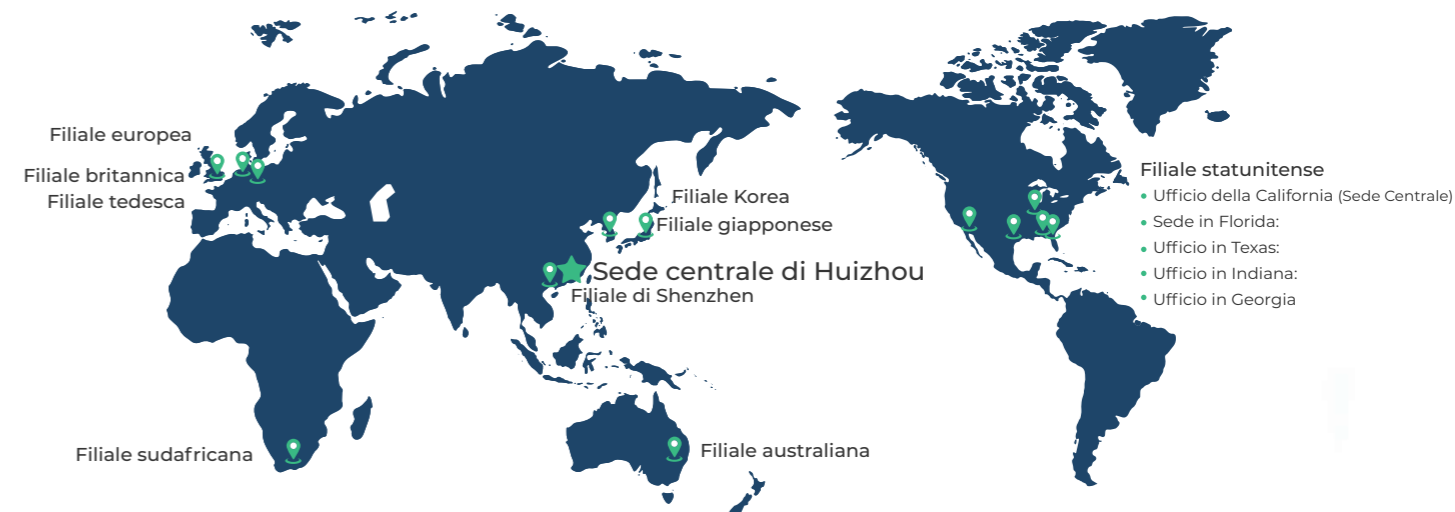 Filiale europea
Filiale britannica
Filiale tedesca
Filiale Korea
Filiale giapponese
Sede centrale di Huizhou
Filiale di Shenzhen
Filiale sudafricana
Filiale australiana
Filiale statunitense
• Ufficio della California (Sede Centrale)
• Sede in Florida:
• Ufficio in Texas:
• Ufficio in Indiana:
• Ufficio in Georgia